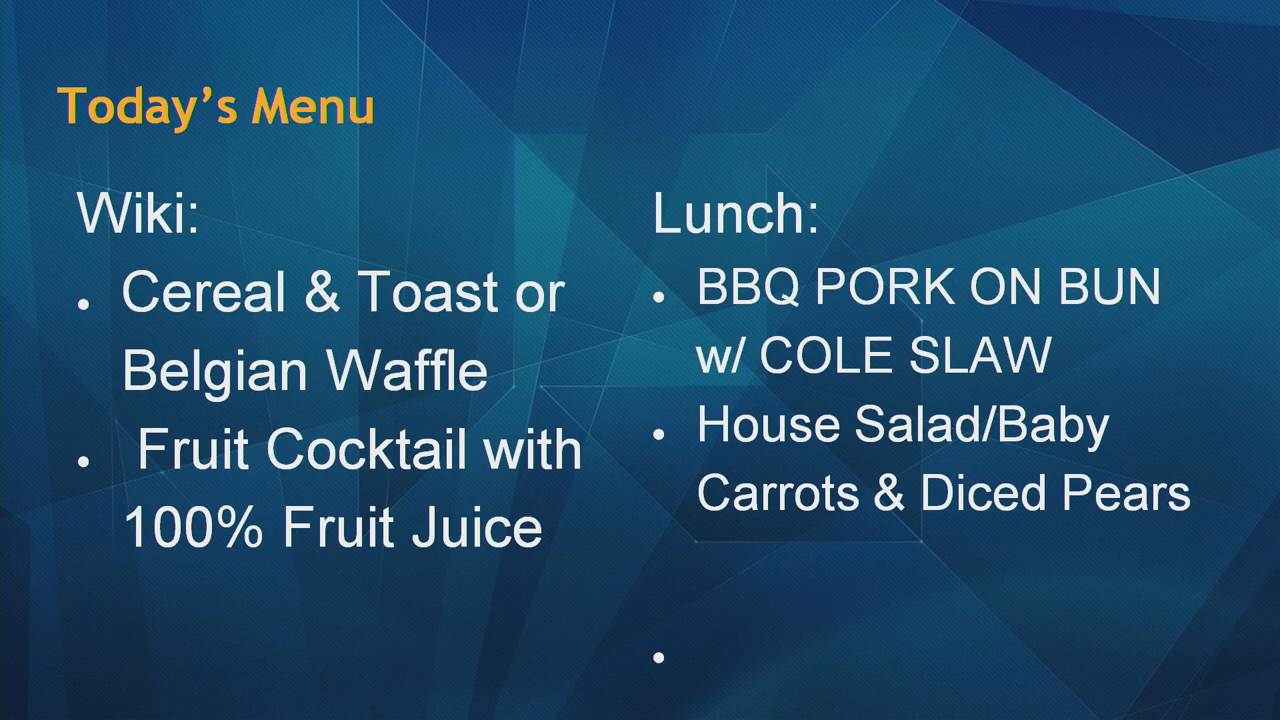 Today’s Menu
Wiki:
• Cereal & Toast or
Belgian Waffle
• Fruit Cocktail with
100% Fruit Juice
Lunch:
• BBQ PORK ON BUN
w/ COLE SLAW
• House Salad/Baby
Carrots & Diced Pears
•